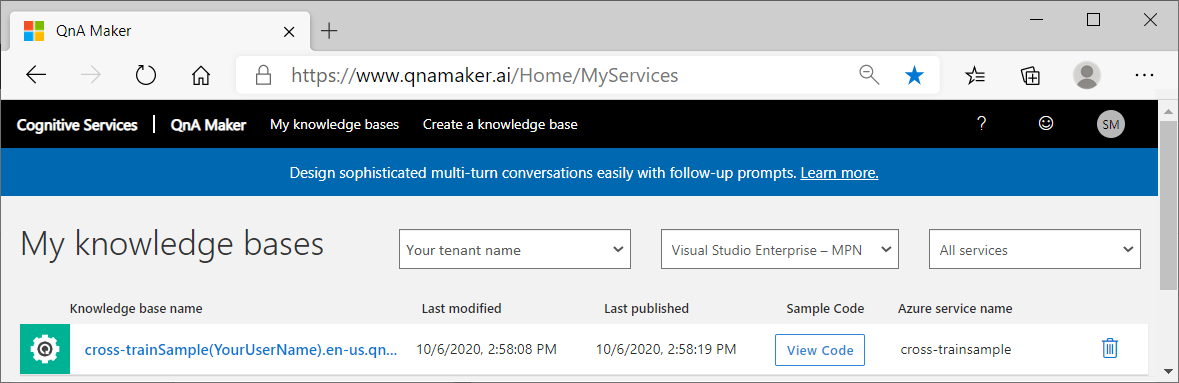 QnA Maker
https://www.qnamaker.ai/Home/MyServices
Cognitive Services | QnA Maker My knowledge bases Create a knowledge base ? SM
Design sophisticated multi-turn conversations easily with follow-up prompts. Learn more.
My knowledge bases Your tenant name Visual Studio Enterprise – MPN All services
Knowledge base name Last modified Last published Sample Code Azure service name
cross-trainSample(YourUserName).en-us.qn... 10/6/2020, 2:58:08 PM 10/6/2020, 2:58:19 PM View Code cross-trainsample